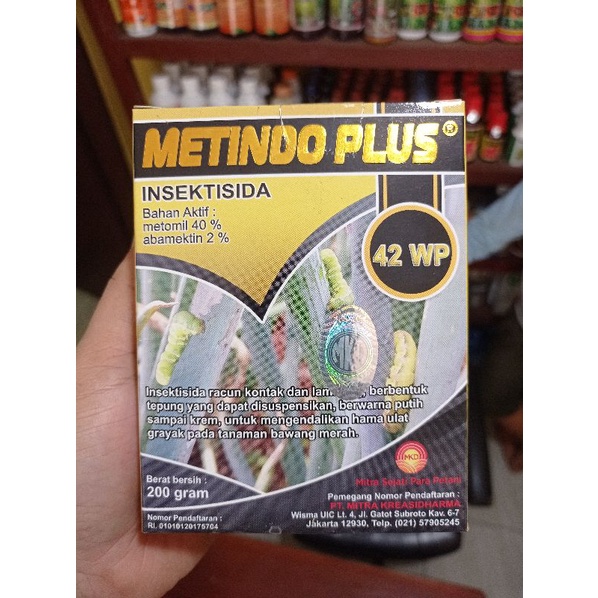 METINDO PLUS®
INSEKTISIDA
Bahan Aktif :
metomil 40 %
abamektin 2 %
42 WP
MKD
Insektisida racun kontak dan lam berbentuk
tepung yang dapat disuspensikan, berwarna putih
sampai krem, untuk mengendalikan hama ulat
grayak pada tanaman bawang merah.
MKD
Mitra Sejati Para Petani
Berat bersih :
200 gram
Pemegang Nomor Pendaftaran :
PT. MITRA KREASIDHARMA
Wisma UIC Lt. 4, Jl. Gatot Subroto Kav. 6-7
Jakarta 12930, Telp. (021) 57905245
Nomor Pendaftaran :
RI. 01010120175764